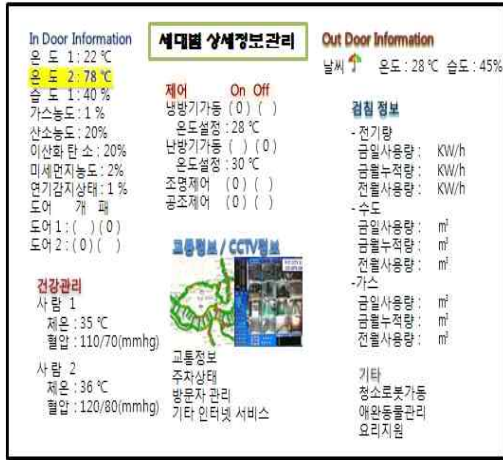 세대별 상세정보관리
In Door Information
온 도 1 : 22 ℃
온 도 2 : 78 ℃
습 도 1 : 40 %
가스농도 : 1 %
산소농도 : 20%
이산화 탄 소 : 20%
미세먼지농도 : 2%
연기감지상태 : 1 %
도어 개 패
도어 1 : ( ) (0)
도어 2 : (0) ( )
건강관리
사람 1
체온 : 35 ℃
혈압 : 110/70(mmhg)
사람 2
체온 : 36 ℃
혈압 : 120/80(mmhg)
제어 On Off
냉방기가동 (0) ( )
온도설정 : 28 ℃
난방기가동 ( ) (0)
온도설정 : 30 ℃
조명제어 (0) ( )
공조제어 (0) ( )
교통정보 / CCTV정보
교통정보
주차상태
방문자 관리
기타 인터넷 서비스
Out Door Information
날씨 온도 : 28 ℃ 습도 : 45%
검침 정보
- 전기량
금일사용량 : KW/h
금월누적량 : KW/h
전월사용량 : KW/h
- 수도
금일사용량 : m³
금월누적량 : m³
전월사용량 : m³
-가스
금일사용량 : m³
금월누적량 : m³
전월사용량 : m³
기타
청소로봇가동
애완동물관리
요리지원